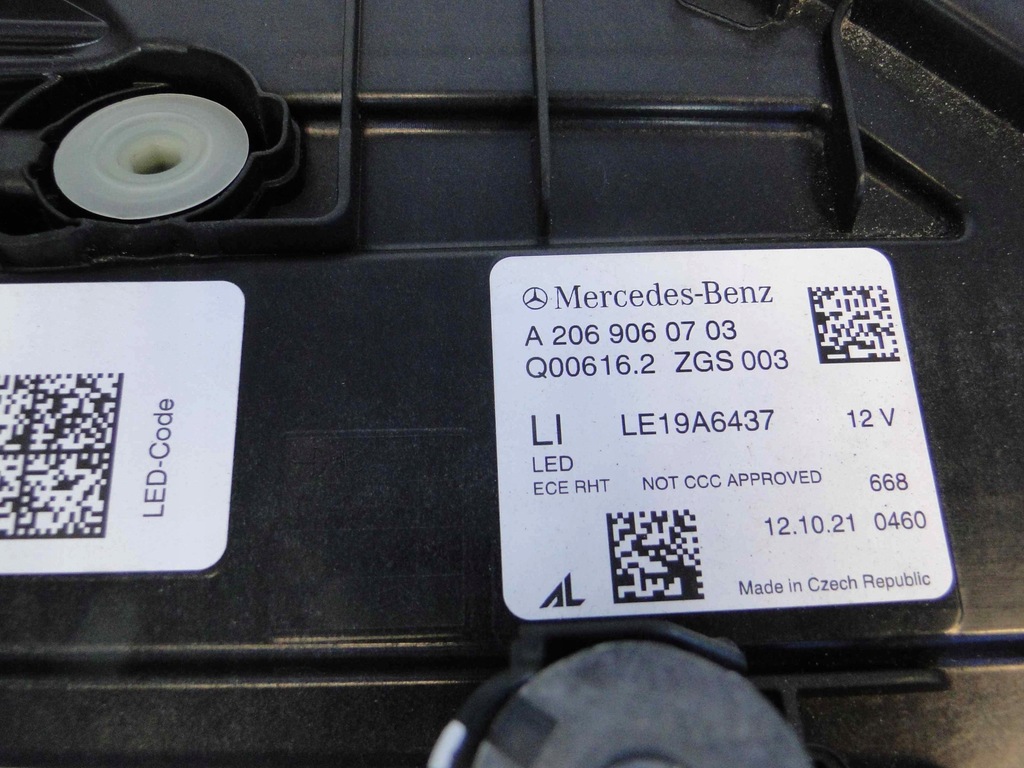 LED-Code
Mercedes-Benz
A 206 906 07 03
Q00616.2 ZGS 003
LI LE19A6437 12 V
LED
ECE RHT NOT CCC APPROVED 668
12.10.21 0460
AL
Made in Czech Republic